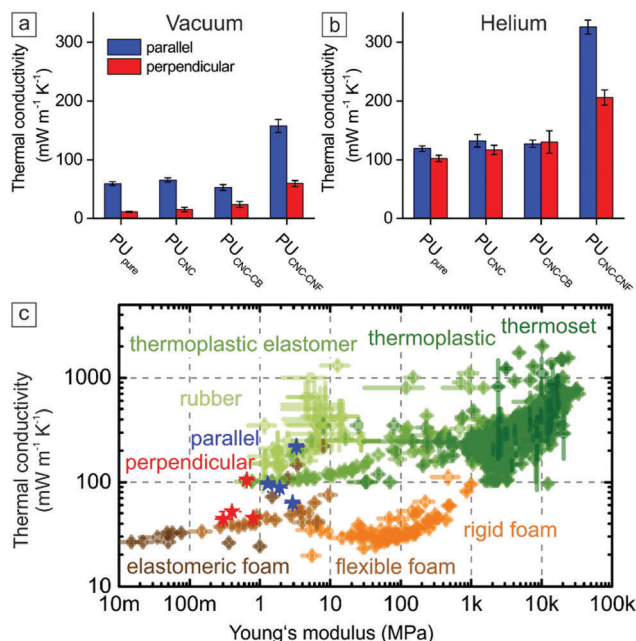 a
Vacuum
b
Helium
Thermal conductivity
(mW m⁻¹ K⁻¹)
300
200
100
0
parallel
perpendicular
PU pure
PU CNC
PU CNC-CB
PU CNC-CNF
Thermal conductivity
(mW m⁻¹ K⁻¹)
300
200
100
0
PU pure
PU CNC
PU CNC-CB
PU CNC-CNF
c
Thermal conductivity
(mW m⁻¹ K⁻¹)
1000
100
10
thermoplastic elastomer
thermoplastic
thermoset
rubber
parallel
perpendicular
rigid foam
elastomeric foam
flexible foam
10m
100m
1
10
100
1k
10k
100k
Young's modulus (MPa)